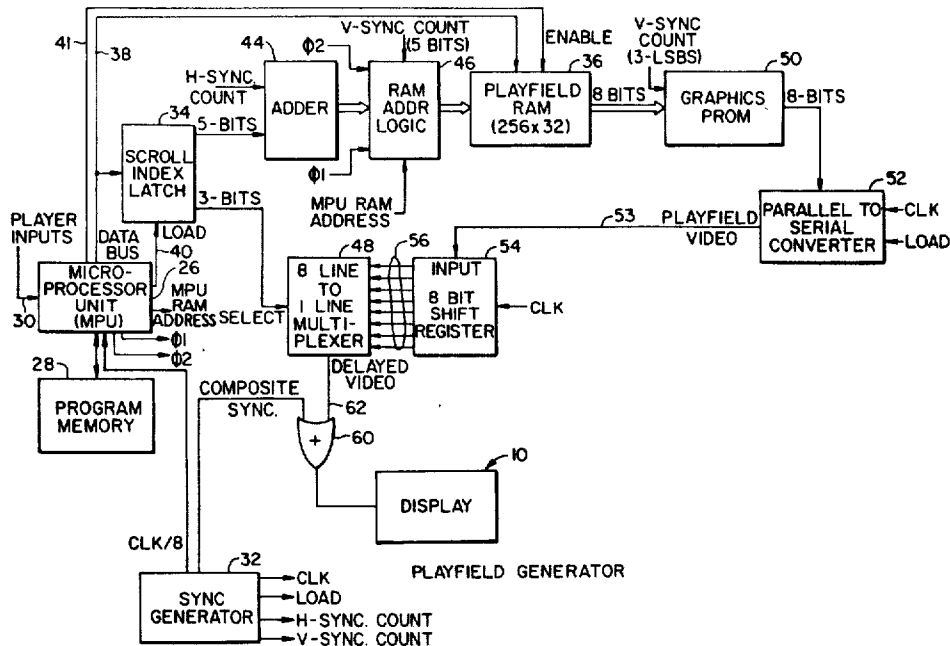 41
38
44
Φ2
V-SYNC COUNT
(5 BITS)
46
ENABLE
36
V-SYNC
COUNT
(3-LSBS)
50
H-SYNC.
COUNT
34
5-BITS
ADDER
RAM
ADDR
LOGIC
PLAYFIELD
RAM
(256x32)
8 BITS
GRAPHICS
PROM
8-BITS
SCROLL
INDEX
LATCH
Φ1
MPU RAM
ADDRESS
3-BITS
PLAYER
INPUTS
DATA
BUS
LOAD
40
26
MICRO-
PROCESSOR
UNIT
(MPU)
30
MPU
RAM
ADDRESS
Φ1
Φ2
SELECT
48
8 LINE
TO
1 LINE
MULTI-
PLEXER
56
54
INPUT
8 BIT
SHIFT
REGISTER
CLK
53
PLAYFIELD
VIDEO
52
PARALLEL TO
SERIAL
CONVERTER
CLK
LOAD
28
PROGRAM
MEMORY
COMPOSITE
SYNC.
DELAYED
VIDEO
62
+
60
10
DISPLAY
CLK/8
32
SYNC
GENERATOR
CLK
LOAD
H-SYNC. COUNT
V-SYNC. COUNT
PLAYFIELD GENERATOR